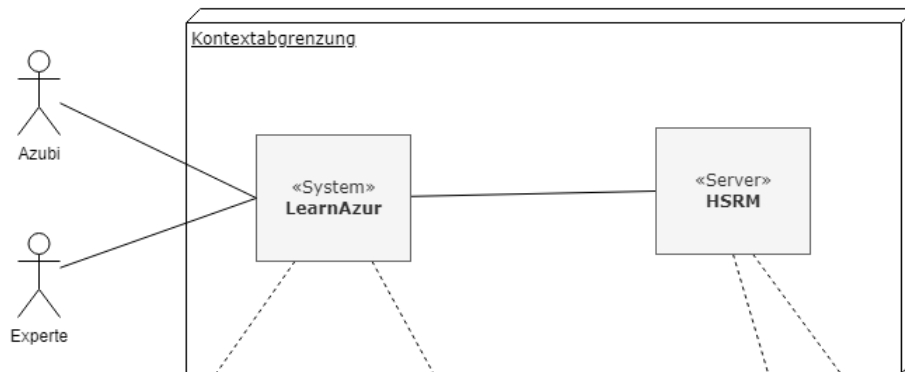 Kontextabgrenzung
Azubi
«System»
LearnAzur
«Server»
HSRM
Experte